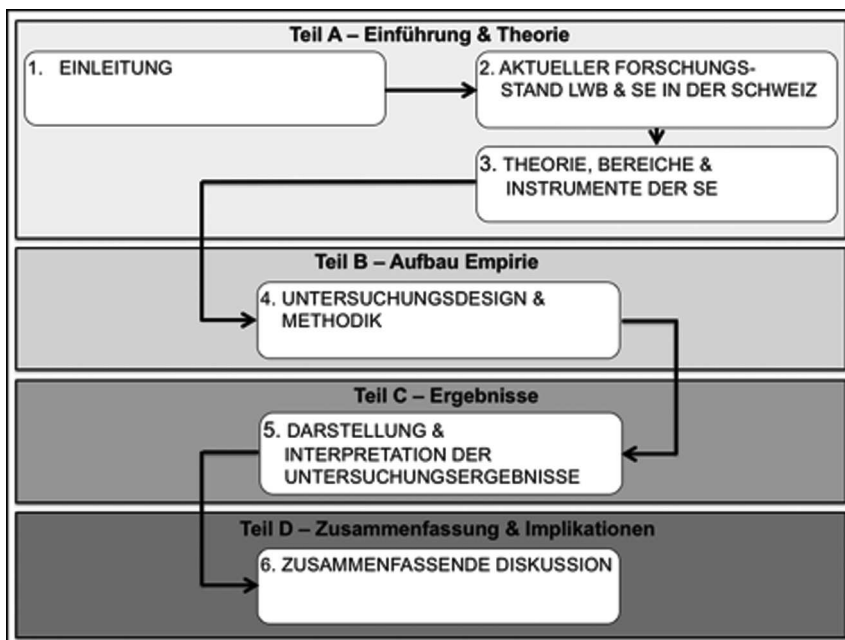 Teil A – Einführung & Theorie
1. EINLEITUNG
2. AKTUELLER FORSCHUNGS-
STAND LWB & SE IN DER SCHWEIZ
3. THEORIE, BEREICHE &
INSTRUMENTE DER SE
Teil B – Aufbau Empirie
4. UNTERSUCHUNGSDESIGN &
METHODIK
Teil C – Ergebnisse
5. DARSTELLUNG &
INTERPRETATION DER
UNTERSUCHUNGSERGEBNISSE
Teil D – Zusammenfassung & Implikationen
6. ZUSAMMENFASSENDE DISKUSSION